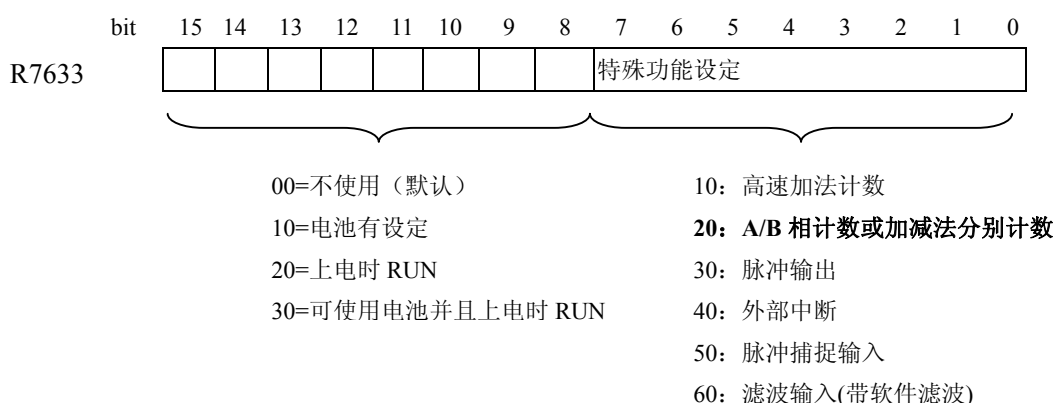 bit 15 14 13 12 11 10 9 8 7 6 5 4 3 2 1 0
R7633 特殊功能设定
00=不使用（默认） 10：高速加法计数
10=电池有设定 20：A/B 相计数或加减法分别计数
20=上电时 RUN 30：脉冲输出
30=可使用电池并且上电时 RUN 40：外部中断
50：脉冲捕捉输入
60：滤波输入(带软件滤波)